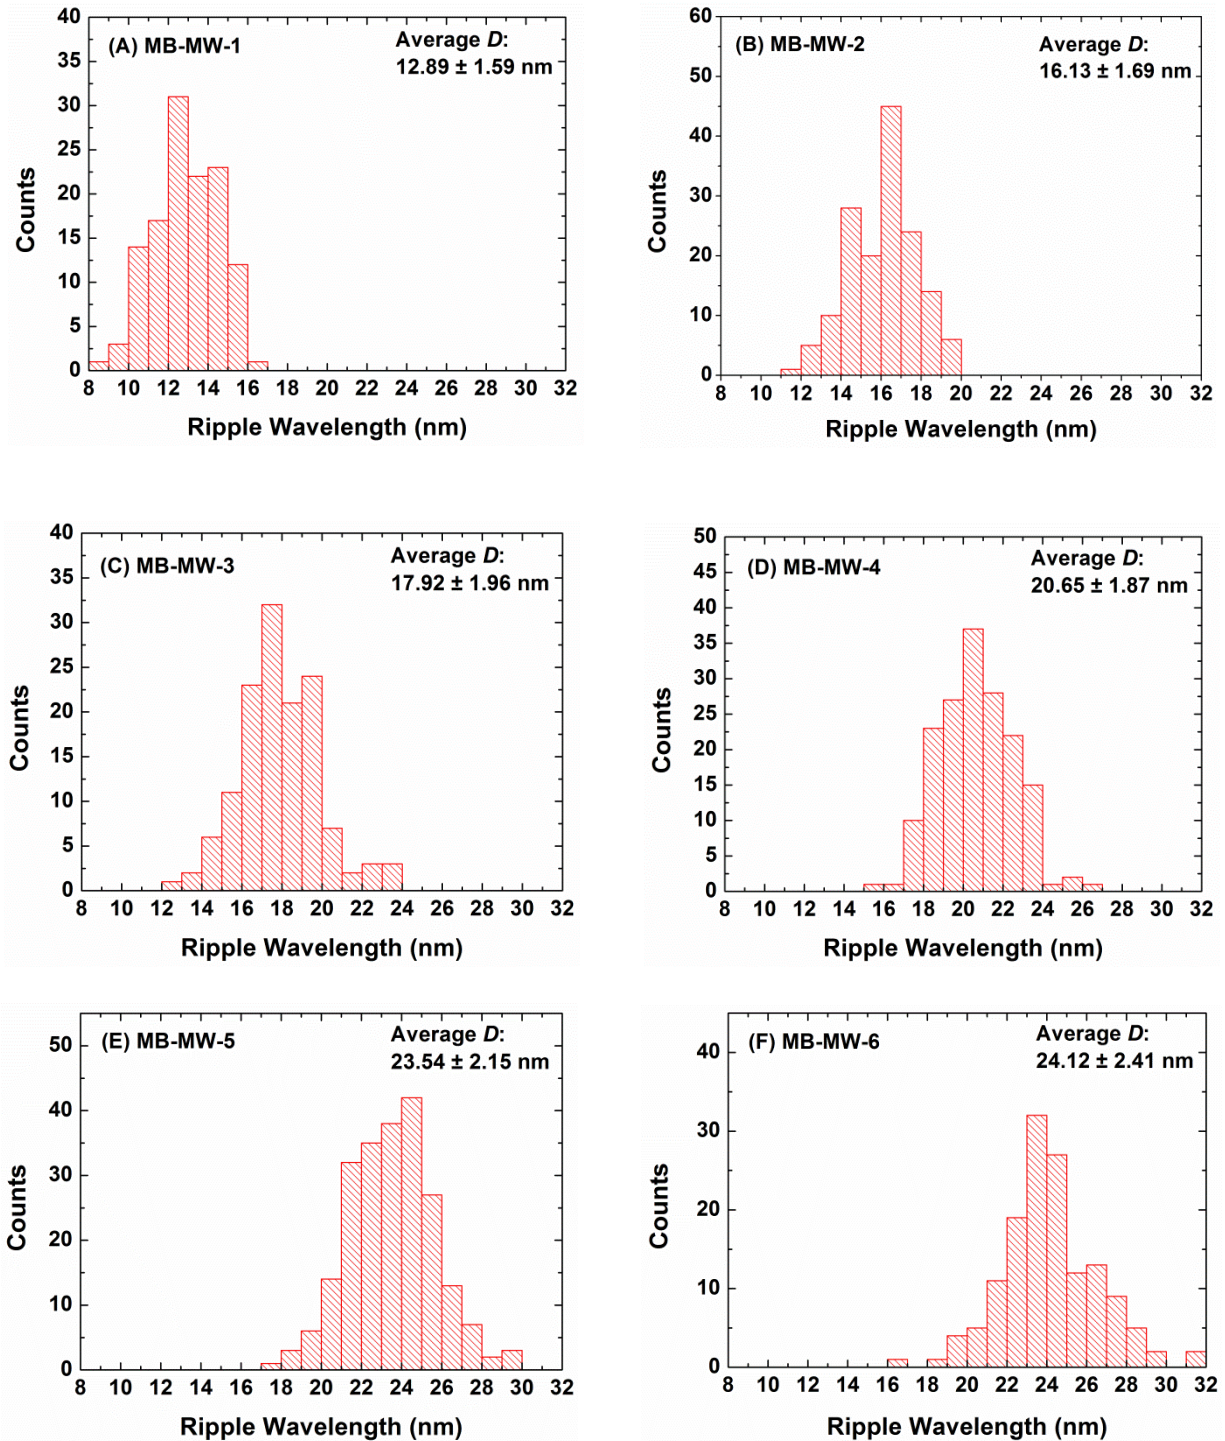 (A) MB-MW-1
Average D:
12.89 ± 1.59 nm
40
35
30
25
20
15
10
5
0
Counts
8 10 12 14 16 18 20 22 24 26 28 30 32
Ripple Wavelength (nm)
(B) MB-MW-2
Average D:
16.13 ± 1.69 nm
60
50
40
30
20
10
0
Counts
8 10 12 14 16 18 20 22 24 26 28 30 32
Ripple Wavelength (nm)
(C) MB-MW-3
Average D:
17.92 ± 1.96 nm
40
35
30
25
20
15
10
5
0
Counts
8 10 12 14 16 18 20 22 24 26 28 30 32
Ripple Wavelength (nm)
(D) MB-MW-4
Average D:
20.65 ± 1.87 nm
50
45
40
35
30
25
20
15
10
5
0
Counts
8 10 12 14 16 18 20 22 24 26 28 30 32
Ripple Wavelength (nm)
(E) MB-MW-5
Average D:
23.54 ± 2.15 nm
50
40
30
20
10
0
Counts
8 10 12 14 16 18 20 22 24 26 28 30 32
Ripple Wavelength (nm)
(F) MB-MW-6
Average D:
24.12 ± 2.41 nm
40
30
20
10
0
Counts
8 10 12 14 16 18 20 22 24 26 28 30 32
Ripple Wavelength (nm)